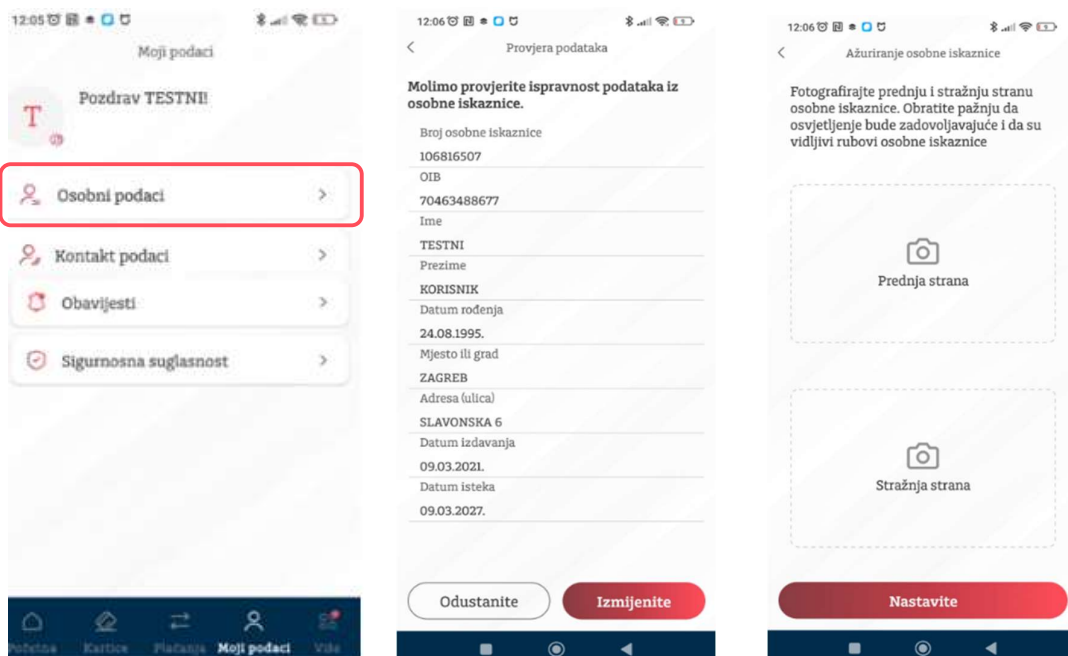 12:05
Moji podaci
T
Pozdrav TESTNI!
Osobni podaci
Kontakt podaci
Obavijesti
Sigurnosna suglasnost
Početna Kartice Plaćanja Moji podaci Više
12:06
Provjera podataka
Molimo provjerite ispravnost podataka iz
osobne iskaznice.
Broj osobne iskaznice
106816507
OIB
70463488677
Ime
TESTNI
Prezime
KORISNIK
Datum rođenja
24.08.1995.
Mjesto ili grad
ZAGREB
Adresa (ulica)
SLAVONSKA 6
Datum izdavanja
09.03.2021.
Datum isteka
09.03.2027.
Odustanite Izmijenite
12:06
Ažuriranje osobne iskaznice
Fotografirajte prednju i stražnju stranu
osobne iskaznice. Obratite pažnju da
osvjetljenje bude zadovoljavajuće i da su
vidljivi rubovi osobne iskaznice
Prednja strana
Stražnja strana
Nastavite